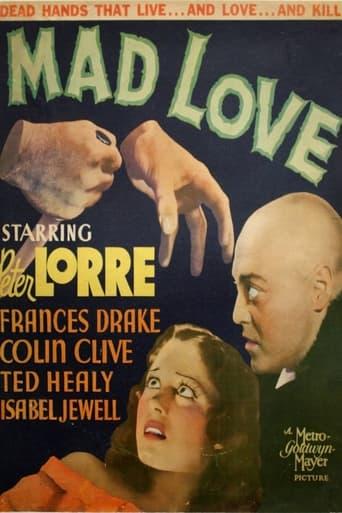 DEAD HANDS THAT LIVE...AND LOVE...AND KILL
MAD LOVE
STARRING
Peter LORRE
FRANCES DRAKE
COLIN CLIVE
TED HEALY
ISABEL JEWELL
A Metro-
Goldwyn-
Mayer
PICTURE